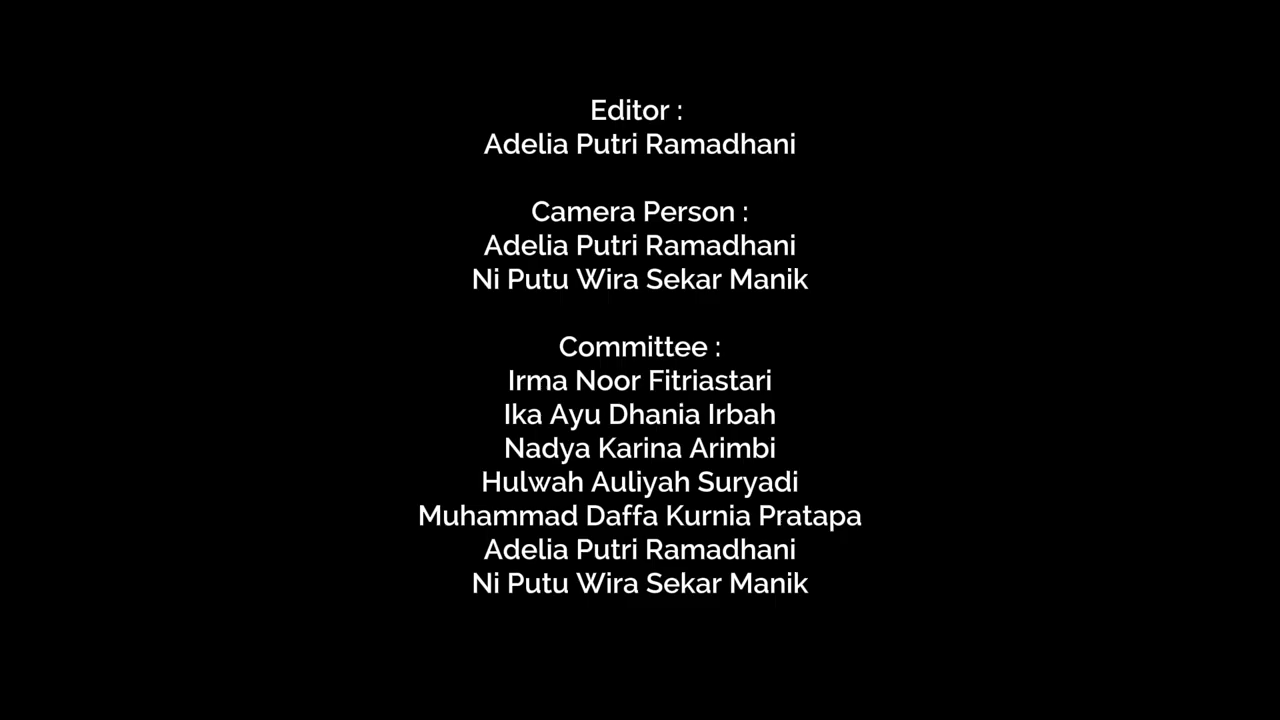 Editor :
Adelia Putri Ramadhani
Camera Person :
Adelia Putri Ramadhani
Ni Putu Wira Sekar Manik
Committee :
Irma Noor Fitriastari
Ika Ayu Dhania Irbah
Nadya Karina Arimbi
Hulwah Auliyah Suryadi
Muhammad Daffa Kurnia Pratapa
Adelia Putri Ramadhani
Ni Putu Wira Sekar Manik